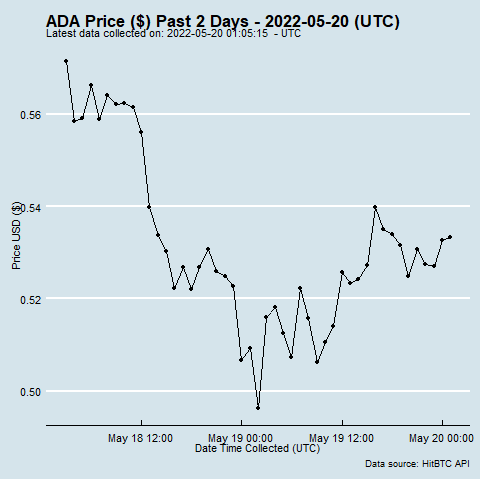 ADA Price ($) Past 2 Days - 2022-05-20 (UTC)
Latest data collected on: 2022-05-20 01:05:15 - UTC
0.56
0.54
0.52
0.50
Price USD ($)
May 18 12:00 May 19 00:00 May 19 12:00 May 20 00:00
Date Time Collected (UTC)
Data source: HitBTC API